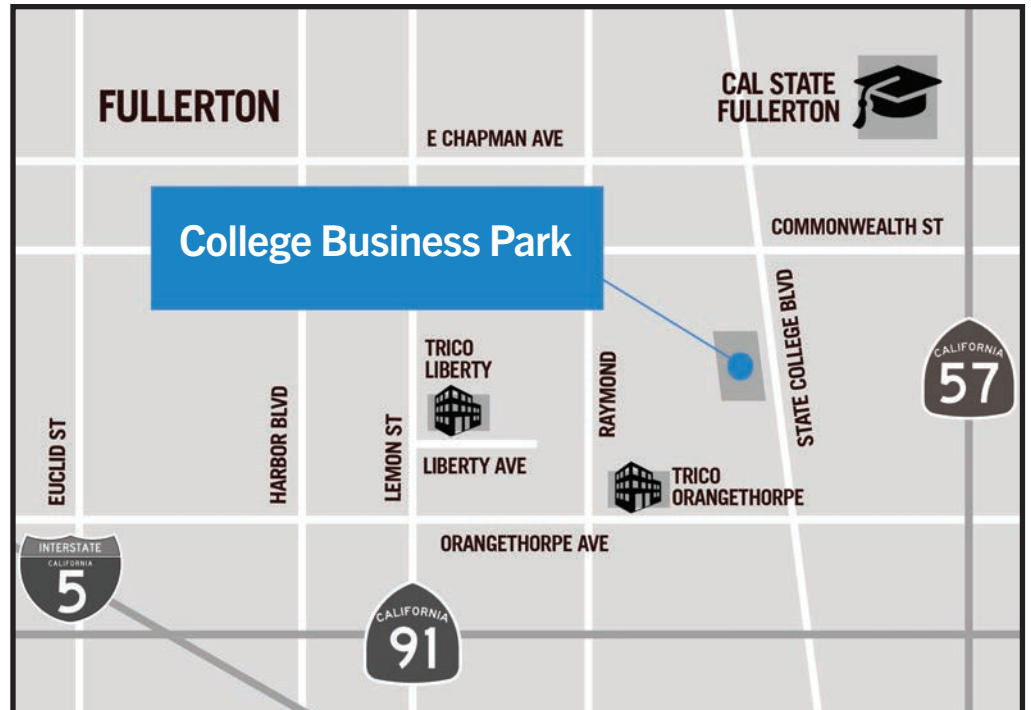 FULLERTON
CAL STATE
FULLERTON
E CHAPMAN AVE
College Business Park
COMMONWEALTH ST
TRICO
LIBERTY
RAYMOND
STATE COLLEGE BLVD
CALIFORNIA
57
EUCLID ST
HARBOR BLVD
LEMON ST
LIBERTY AVE
TRICO
ORANGETHORPE
ORANGETHORPE AVE
INTERSTATE
CALIFORNIA
5
CALIFORNIA
91